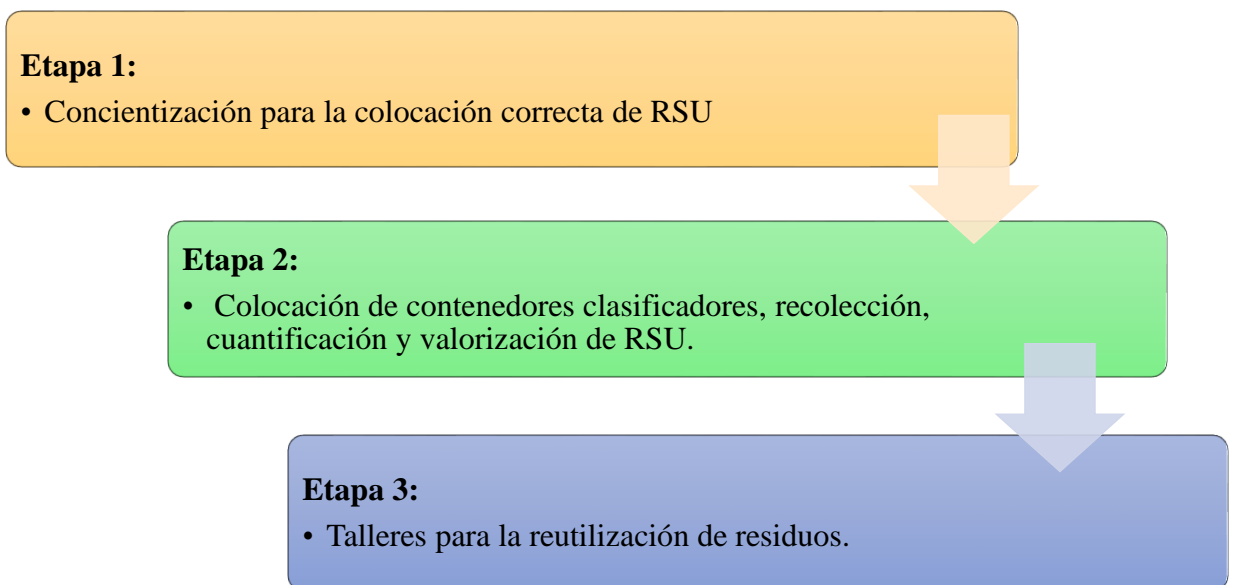 Etapa 1:
• Concientización para la colocación correcta de RSU
Etapa 2:
• Colocación de contenedores clasificadores, recolección,
cuantificación y valorización de RSU.
Etapa 3:
• Talleres para la reutilización de residuos.